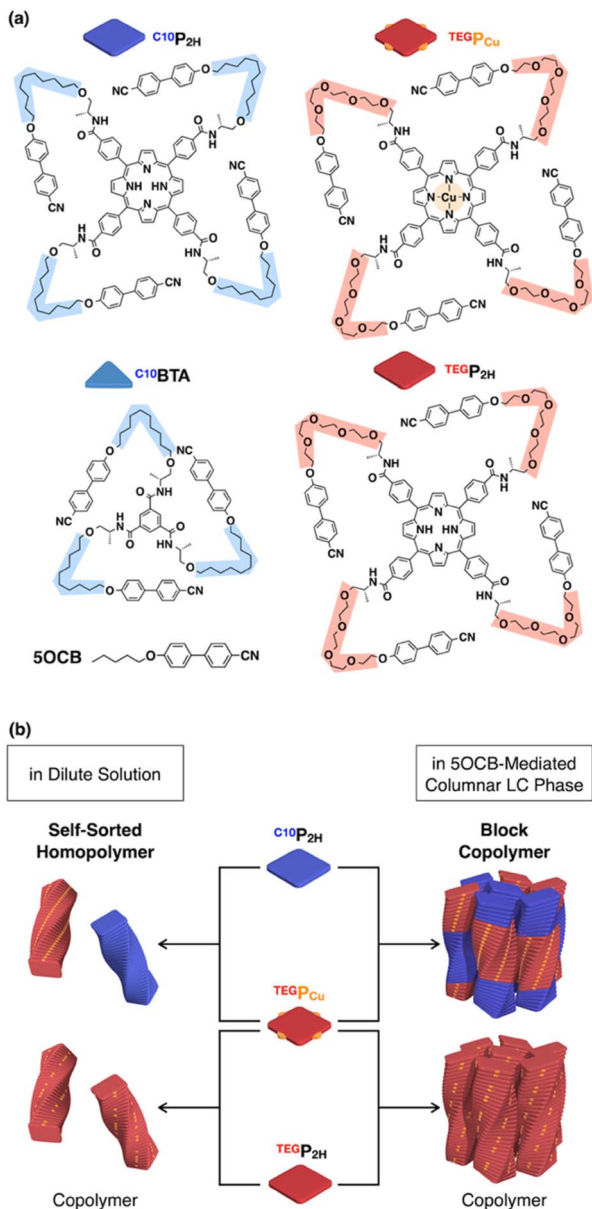 (a)
C10P2H
TEGPCu
C10BTA
TEGP2H
5OCB
(b)
in Dilute Solution
in 5OCB-Mediated
Columnar LC Phase
Self-Sorted
Homopolymer
C10P2H
Block
Copolymer
TEGPCu
TEGP2H
Copolymer
Copolymer